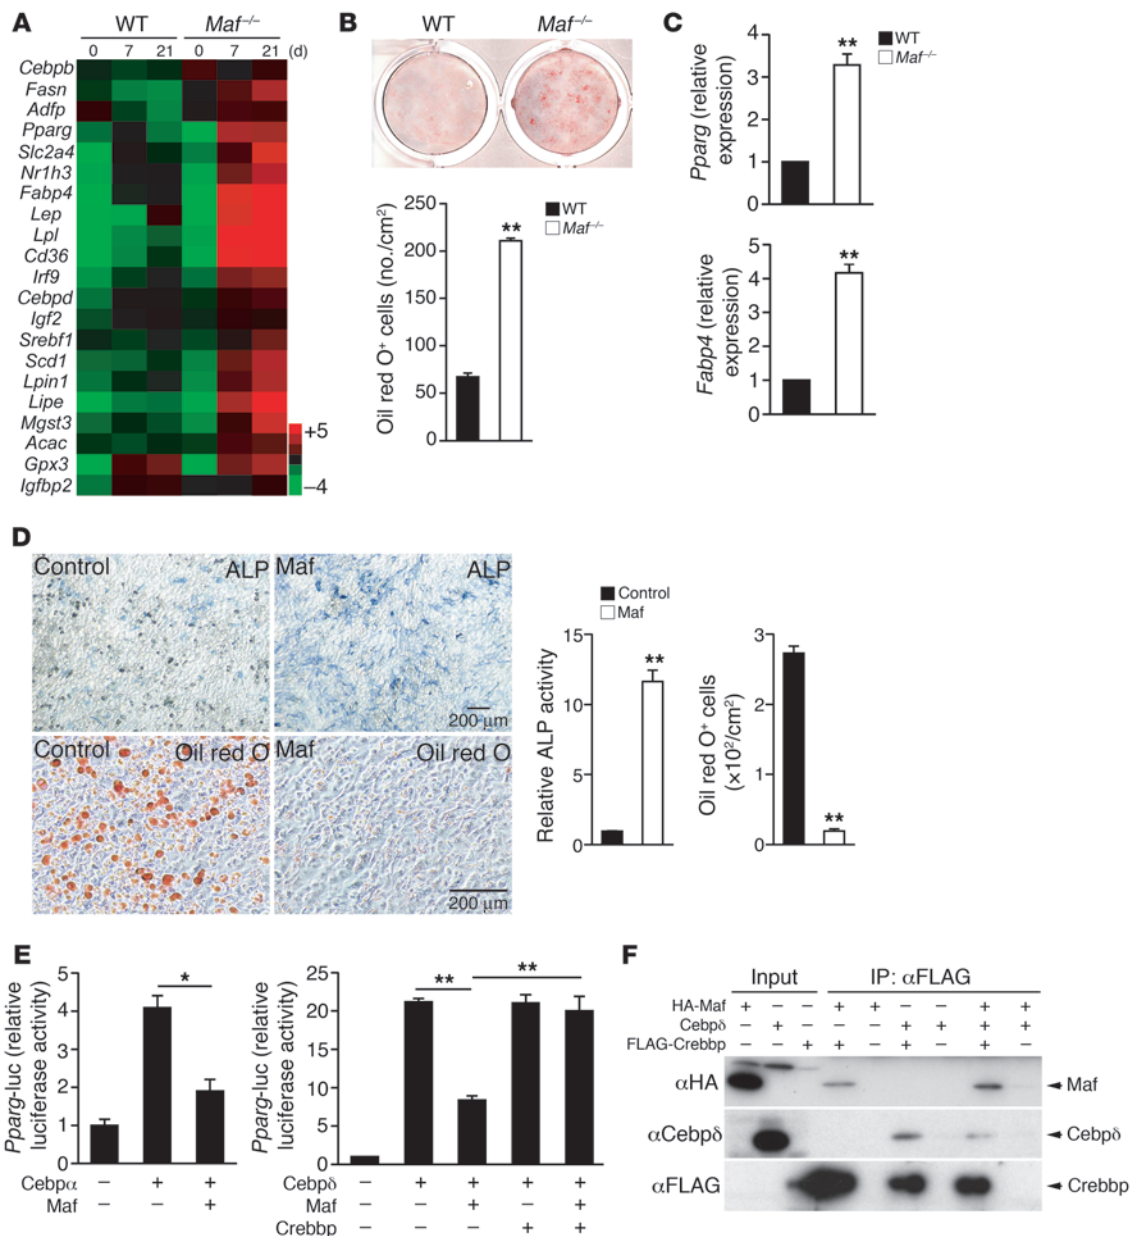 A
WT Maf–/–
0 7 21 0 7 21 (d)
Cebpb
Fasn
Adfp
Pparg
Slc2a4
Nr1h3
Fabp4
Lep
Lpl
Cd36
Irf9
Cebpd
Igf2
Srebf1
Scd1
Lpin1
Lipe
Mgst3
Acac
Gpx3
Igfbp2
+5
–4
B
WT Maf–/–
Oil red O+ cells (no./cm2)
250
200
150
100
50
0
**
WT
Maf–/–
C
Pparg (relative expression)
4
3
2
1
0
**
WT
Maf–/–
Fabp4 (relative expression)
5
4
3
2
1
0
**
D
Control ALP
Maf ALP
200 µm
Control Oil red O
Maf Oil red O
200 µm
Control
Maf
Relative ALP activity
15
10
5
0
**
Oil red O+ cells (x102/cm2)
3
2
1
0
**
E
Pparg-luc (relative luciferase activity)
5
4
3
2
1
0
*
Cebpα – + +
Maf – – +
Pparg-luc (relative luciferase activity)
25
20
15
10
5
0
** **
Cebpδ – + + + +
Maf – – + – +
Crebbp – – – + +
F
Input IP: αFLAG
HA-Maf + – – + + – – + +
Cebpδ – + – – – + + + +
FLAG-Crebbp – – + + – + – + –
αHA Maf
αCebpδ Cebpδ
αFLAG Crebbp